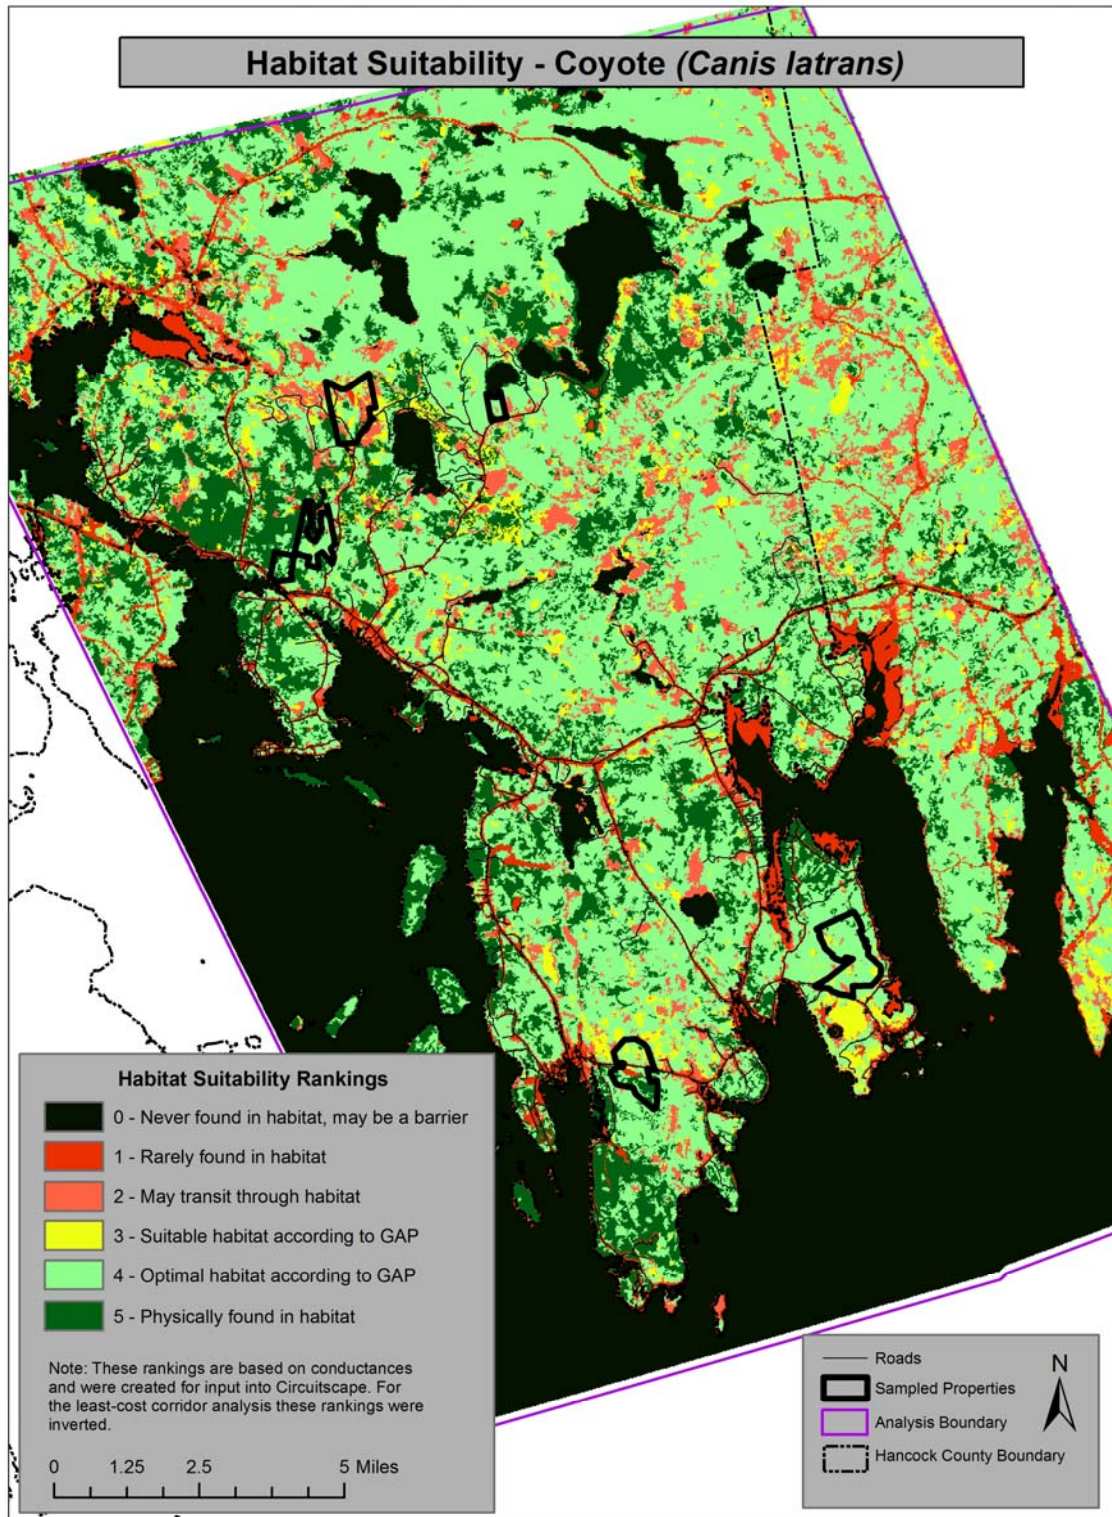 Habitat Suitability - Coyote (Canis latrans)
Habitat Suitability Rankings
0 - Never found in habitat, may be a barrier
1 - Rarely found in habitat
2 - May transit through habitat
3 - Suitable habitat according to GAP
4 - Optimal habitat according to GAP
5 - Physically found in habitat
Note: These rankings are based on conductances
and were created for input into Circuitscape. For
the least-cost corridor analysis these rankings were
inverted.
0 1.25 2.5 5 Miles
Roads
Sampled Properties
Analysis Boundary
Hancock County Boundary
N